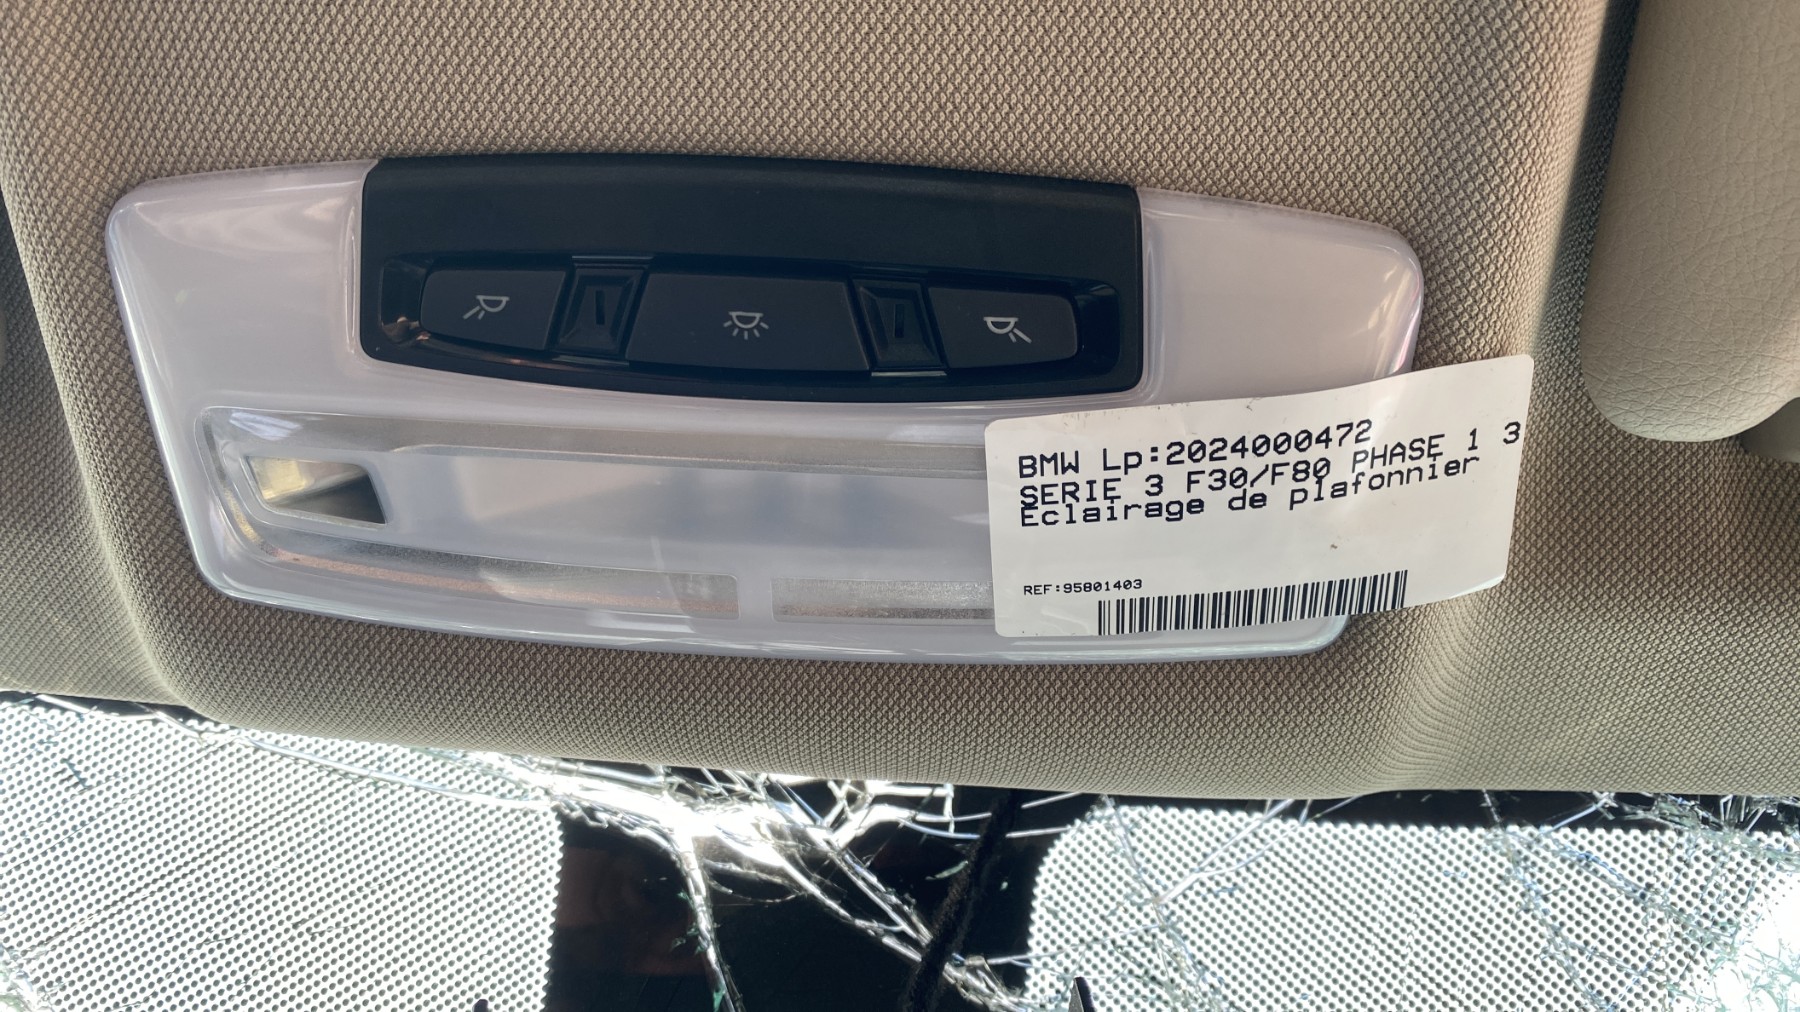 BMW Lp:2024000472
SERIE 3 F30/F80 PHASE 1 3
Eclairage de plafonnier
REF:95801403